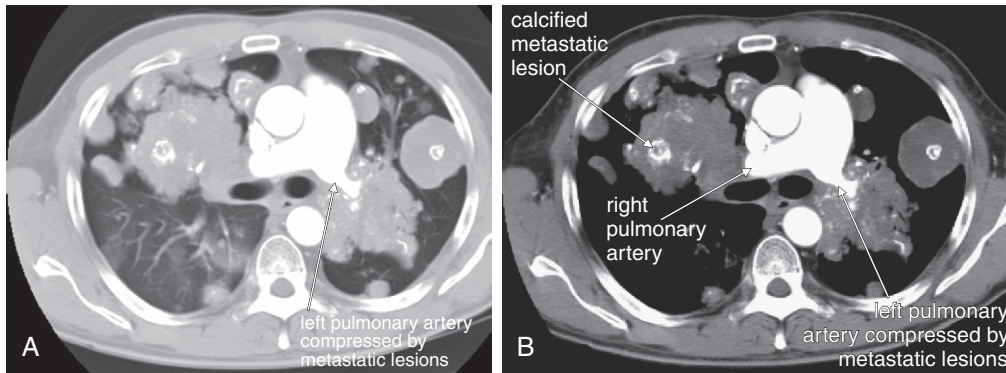 A
left pulmonary artery
compressed by
metastatic lesions
B
calcified
metastatic
lesion
right
pulmonary
artery
left pulmonary
artery compressed by
metastatic lesions